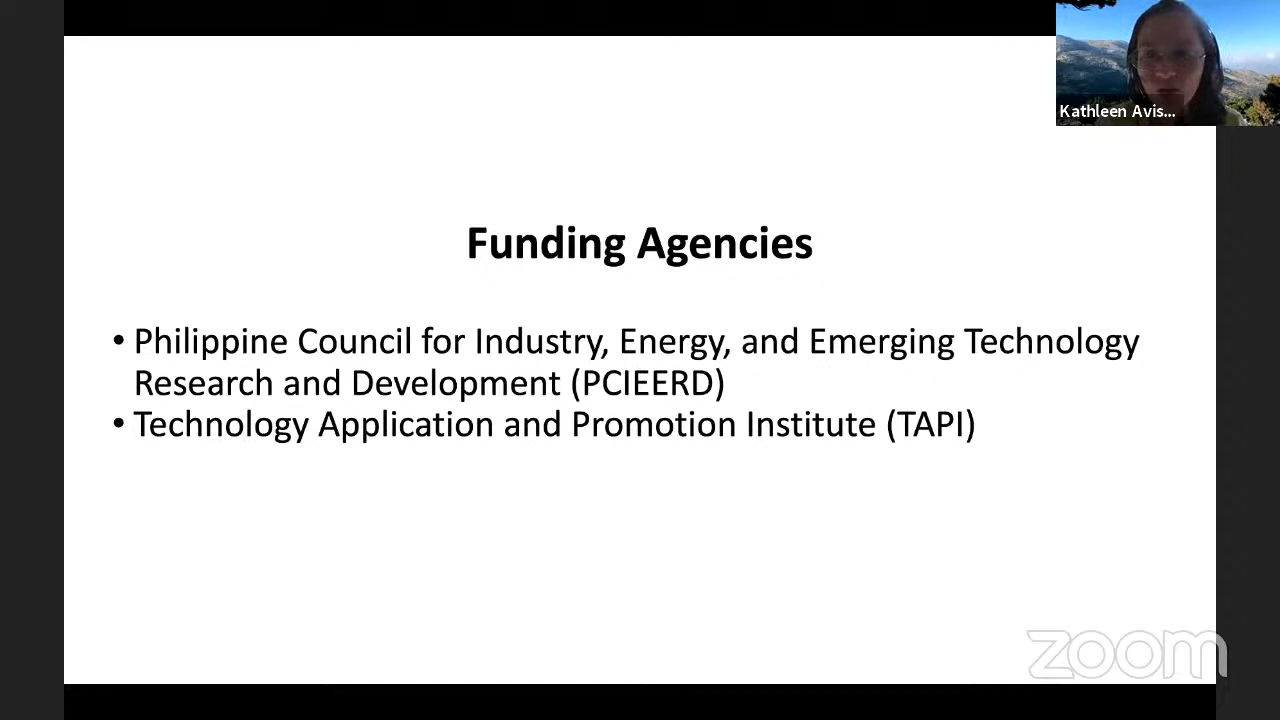 Kathleen Avis...
Funding Agencies
• Philippine Council for Industry, Energy, and Emerging Technology
Research and Development (PCIEERD)
• Technology Application and Promotion Institute (TAPI)
zoom